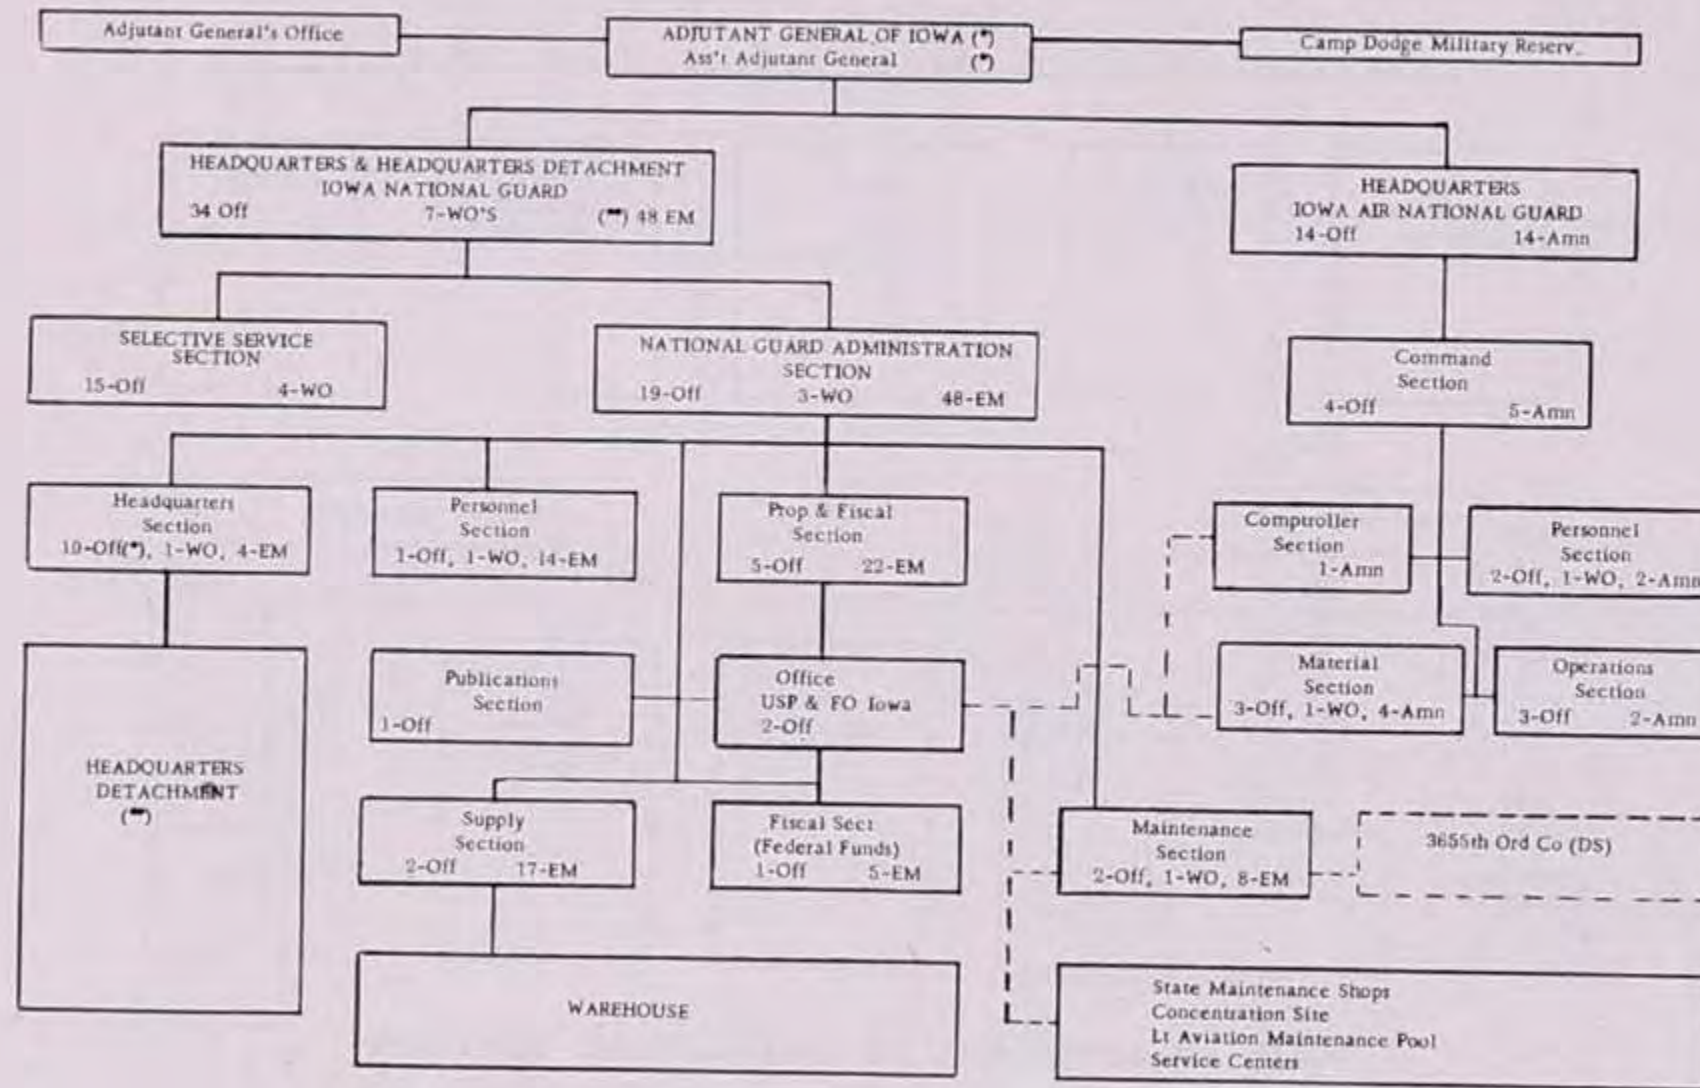 Adjutant General's Office
ADJUTANT GENERAL OF IOWA (*)
Ass't Adjutant General (*)
Camp Dodge Military Reserv.
HEADQUARTERS & HEADQUARTERS DETACHMENT
IOWA NATIONAL GUARD
34 Off 7-WO'S (**) 48 EM
HEADQUARTERS
IOWA AIR NATIONAL GUARD
14-Off 14-Amn
SELECTIVE SERVICE
SECTION
15-Off 4-WO
NATIONAL GUARD ADMINISTRATION
SECTION
19-Off 3-WO 48-EM
Command
Section
4-Off 5-Amn
Headquarters
Section
10-Off(*), 1-WO, 4-EM
Personnel
Section
1-Off, 1-WO, 14-EM
Prop & Fiscal
Section
5-Off 22-EM
Comptroller
Section
1-Amn
Personnel
Section
2-Off, 1-WO, 2-Amn
HEADQUARTERS
DETACHMENT
(**)
Publications
Section
1-Off
Office
USP & FO Iowa
2-Off
Material
Section
3-Off, 1-WO, 4-Amn
Operations
Section
3-Off 2-Amn
Supply
Section
2-Off 17-EM
Fiscal Sect
(Federal Funds)
1-Off 5-EM
Maintenance
Section
2-Off, 1-WO, 8-EM
3655th Ord Co (DS)
WAREHOUSE
State Maintenance Shops
Concentration Site
Lt Aviation Maintenance Pool
Service Centers